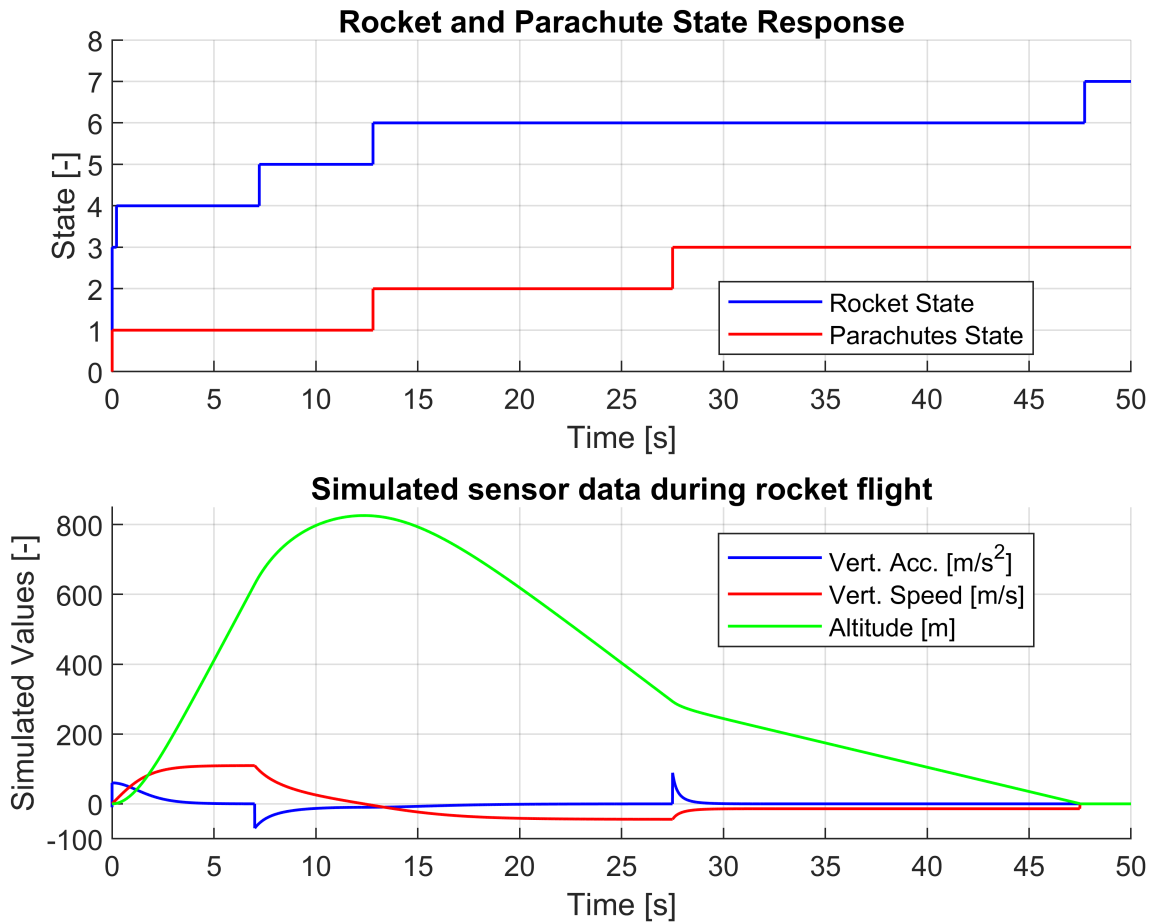 Rocket and Parachute State Response
8
7
6
5
4
3
2
1
0
State [-]
Rocket State
Parachutes State
0 5 10 15 20 25 30 35 40 45 50
Time [s]
Simulated sensor data during rocket flight
800
600
400
200
0
-100
Simulated Values [-]
Vert. Acc. [m/s²]
Vert. Speed [m/s]
Altitude [m]
0 5 10 15 20 25 30 35 40 45 50
Time [s]